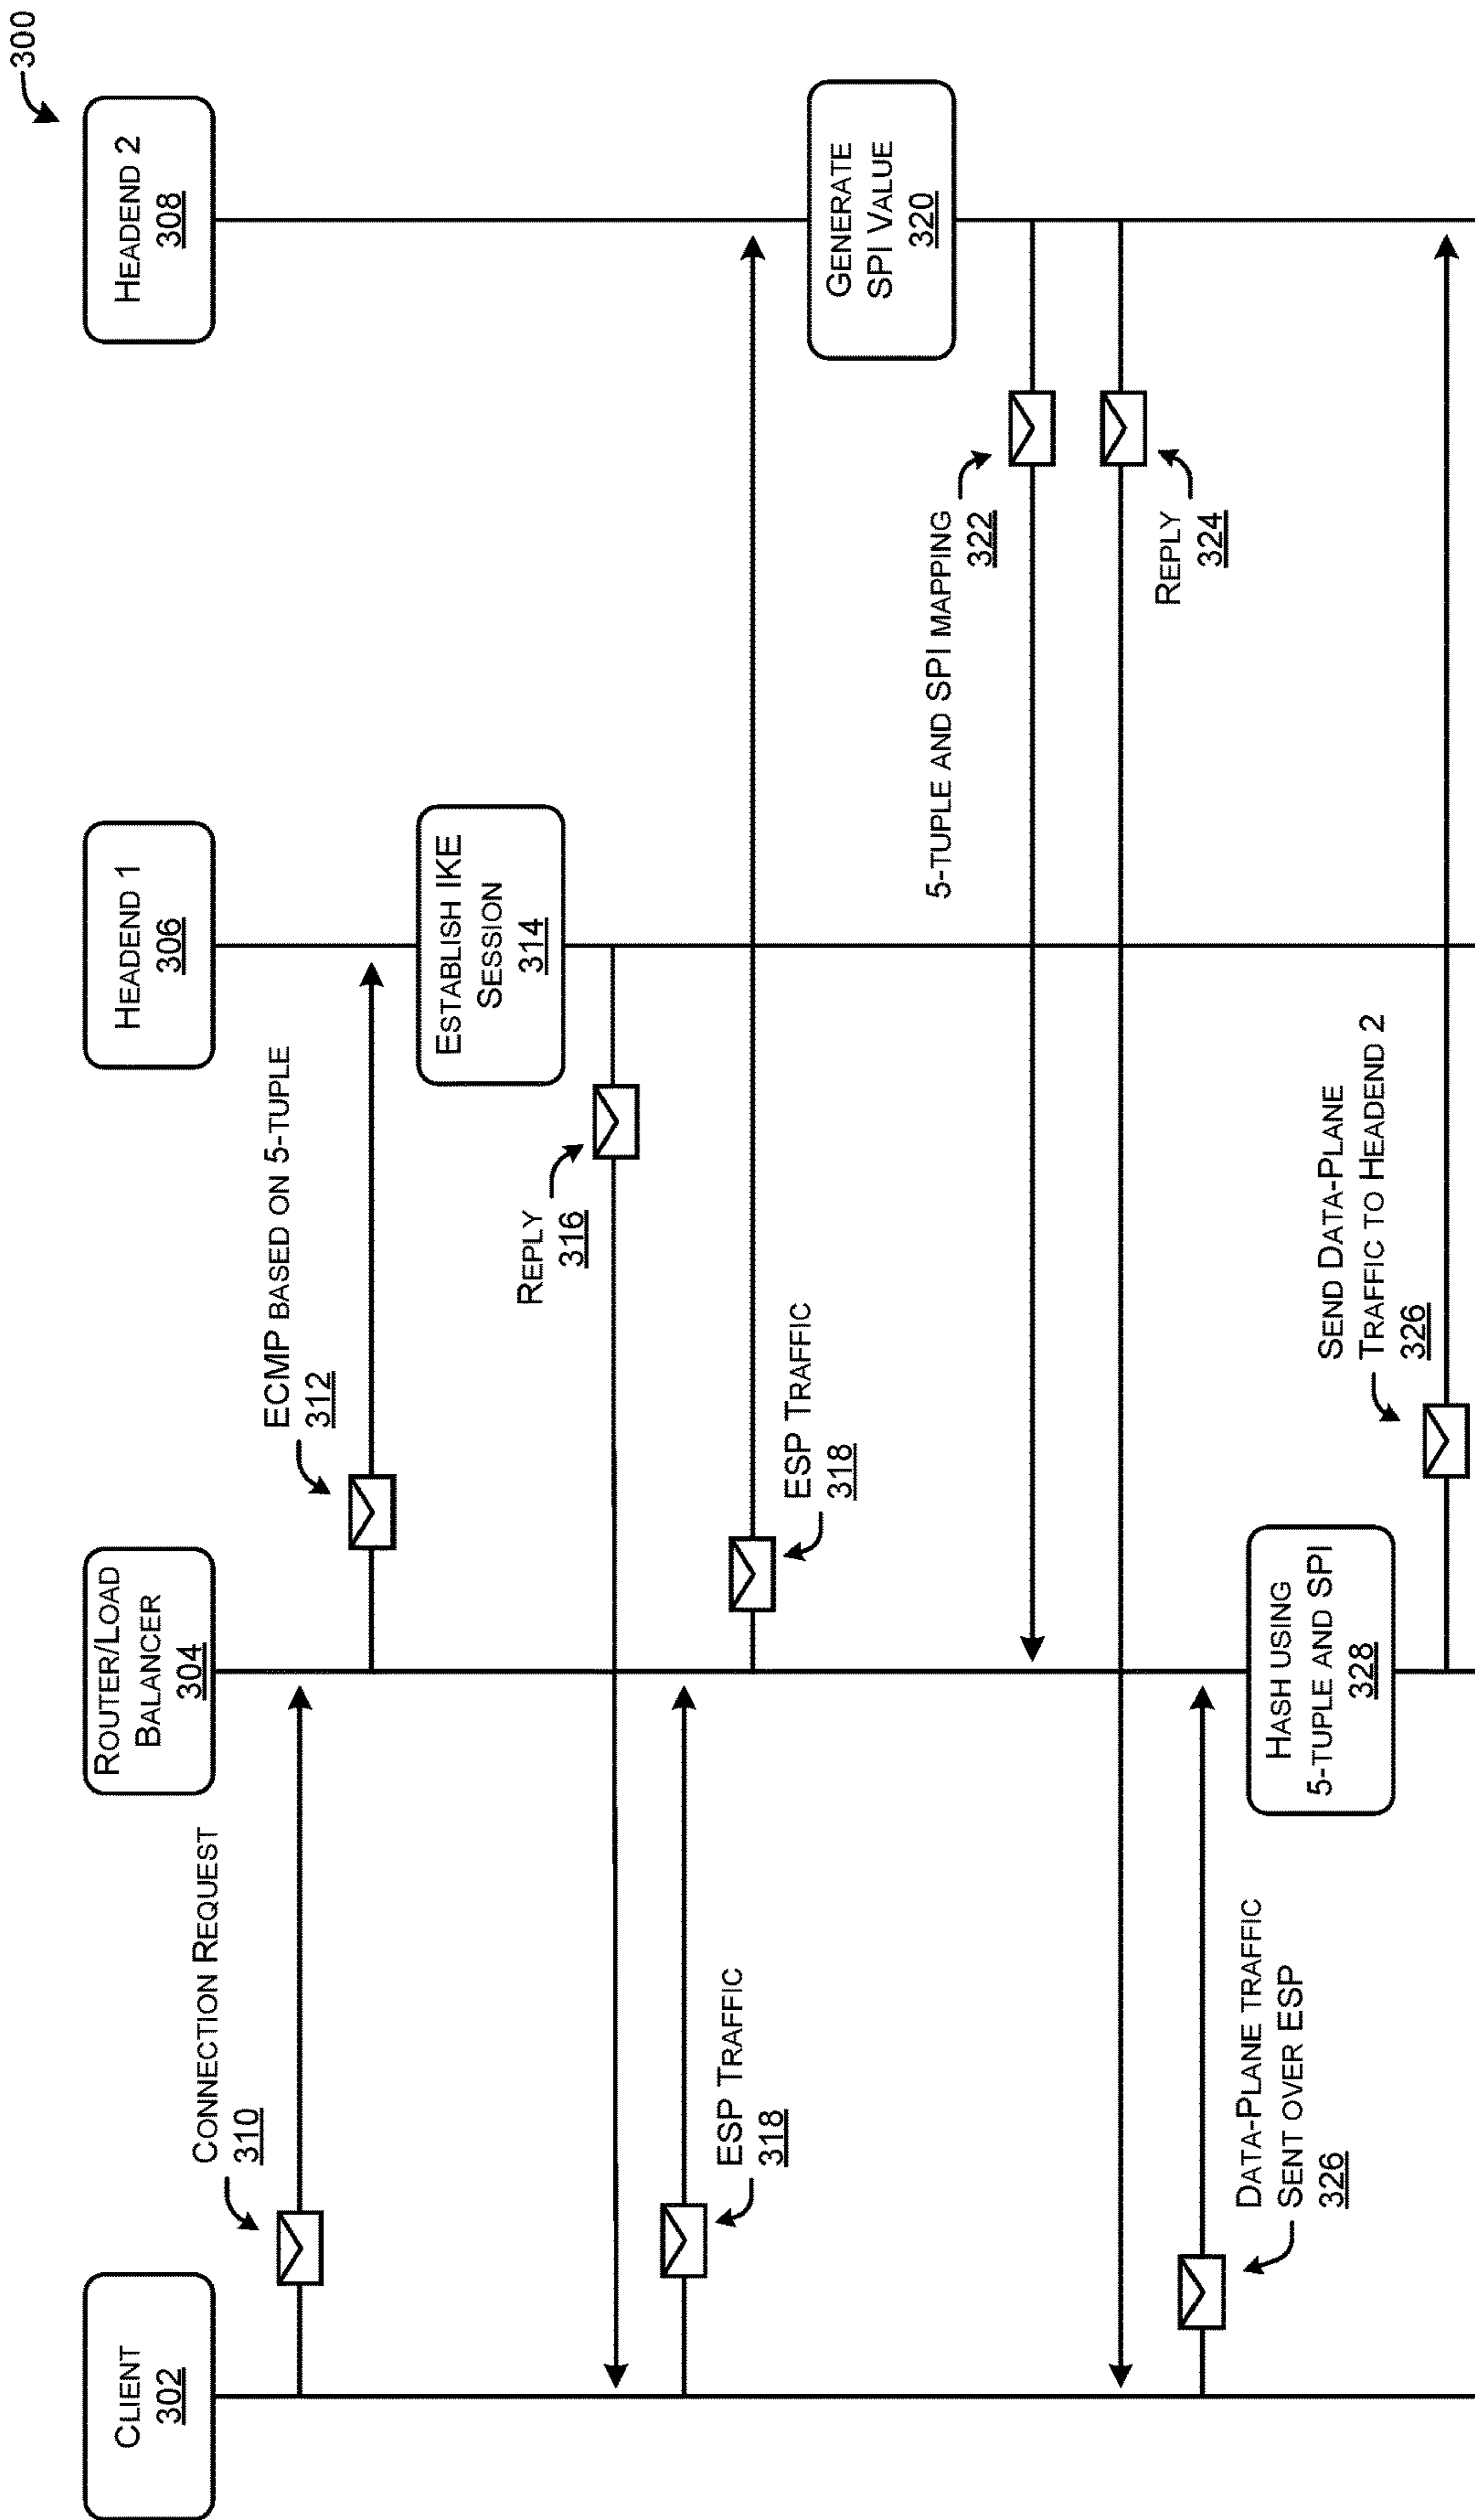 300
CLIENT
302
ROUTER/LOAD
BALANCER
304
HEADEND 1
306
HEADEND 2
308
CONNECTION REQUEST
310
ECMP BASED ON 5-TUPLE
312
ESTABLISH IKE
SESSION
314
REPLY
316
ESP TRAFFIC
318
ESP TRAFFIC
318
GENERATE
SPI VALUE
320
5-TUPLE AND SPI MAPPING
322
REPLY
324
DATA-PLANE TRAFFIC
SENT OVER ESP
326
HASH USING
5-TUPLE AND SPI
328
SEND DATA-PLANE
TRAFFIC TO HEADEND 2
326